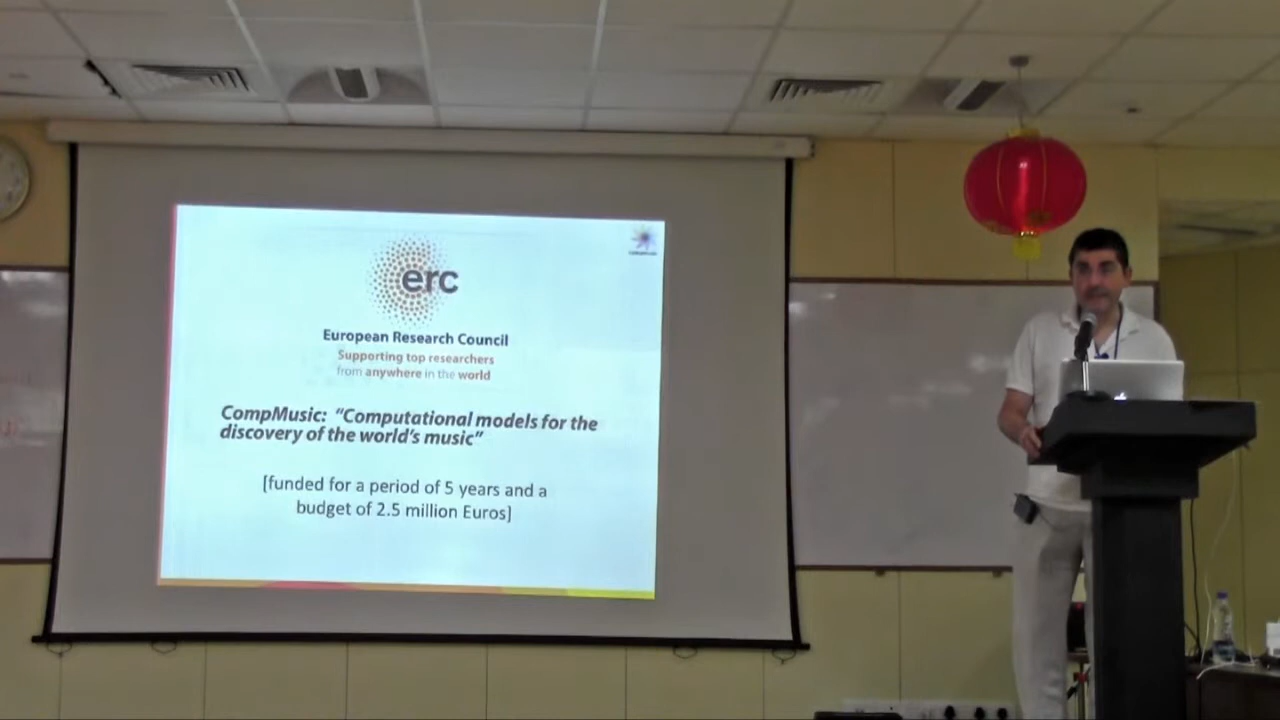 erc
European Research Council
Supporting top researchers
from anywhere in the world
CompMusic: "Computational models for the
discovery of the world's music"
[funded for a period of 5 years and a
budget of 2.5 million Euros]